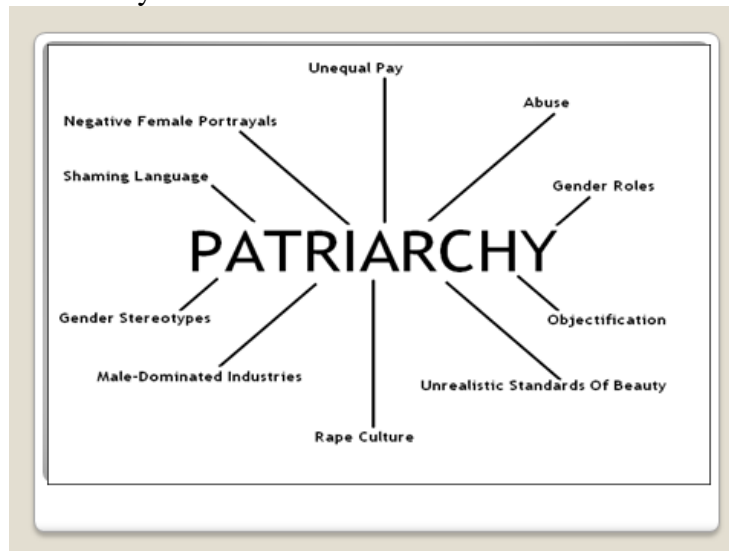 Unequal Pay
Abuse
Negative Female Portrayals
Shaming Language
Gender Roles
PATRIARCHY
Gender Stereotypes
Objectification
Male-Dominated Industries
Unrealistic Standards Of Beauty
Rape Culture